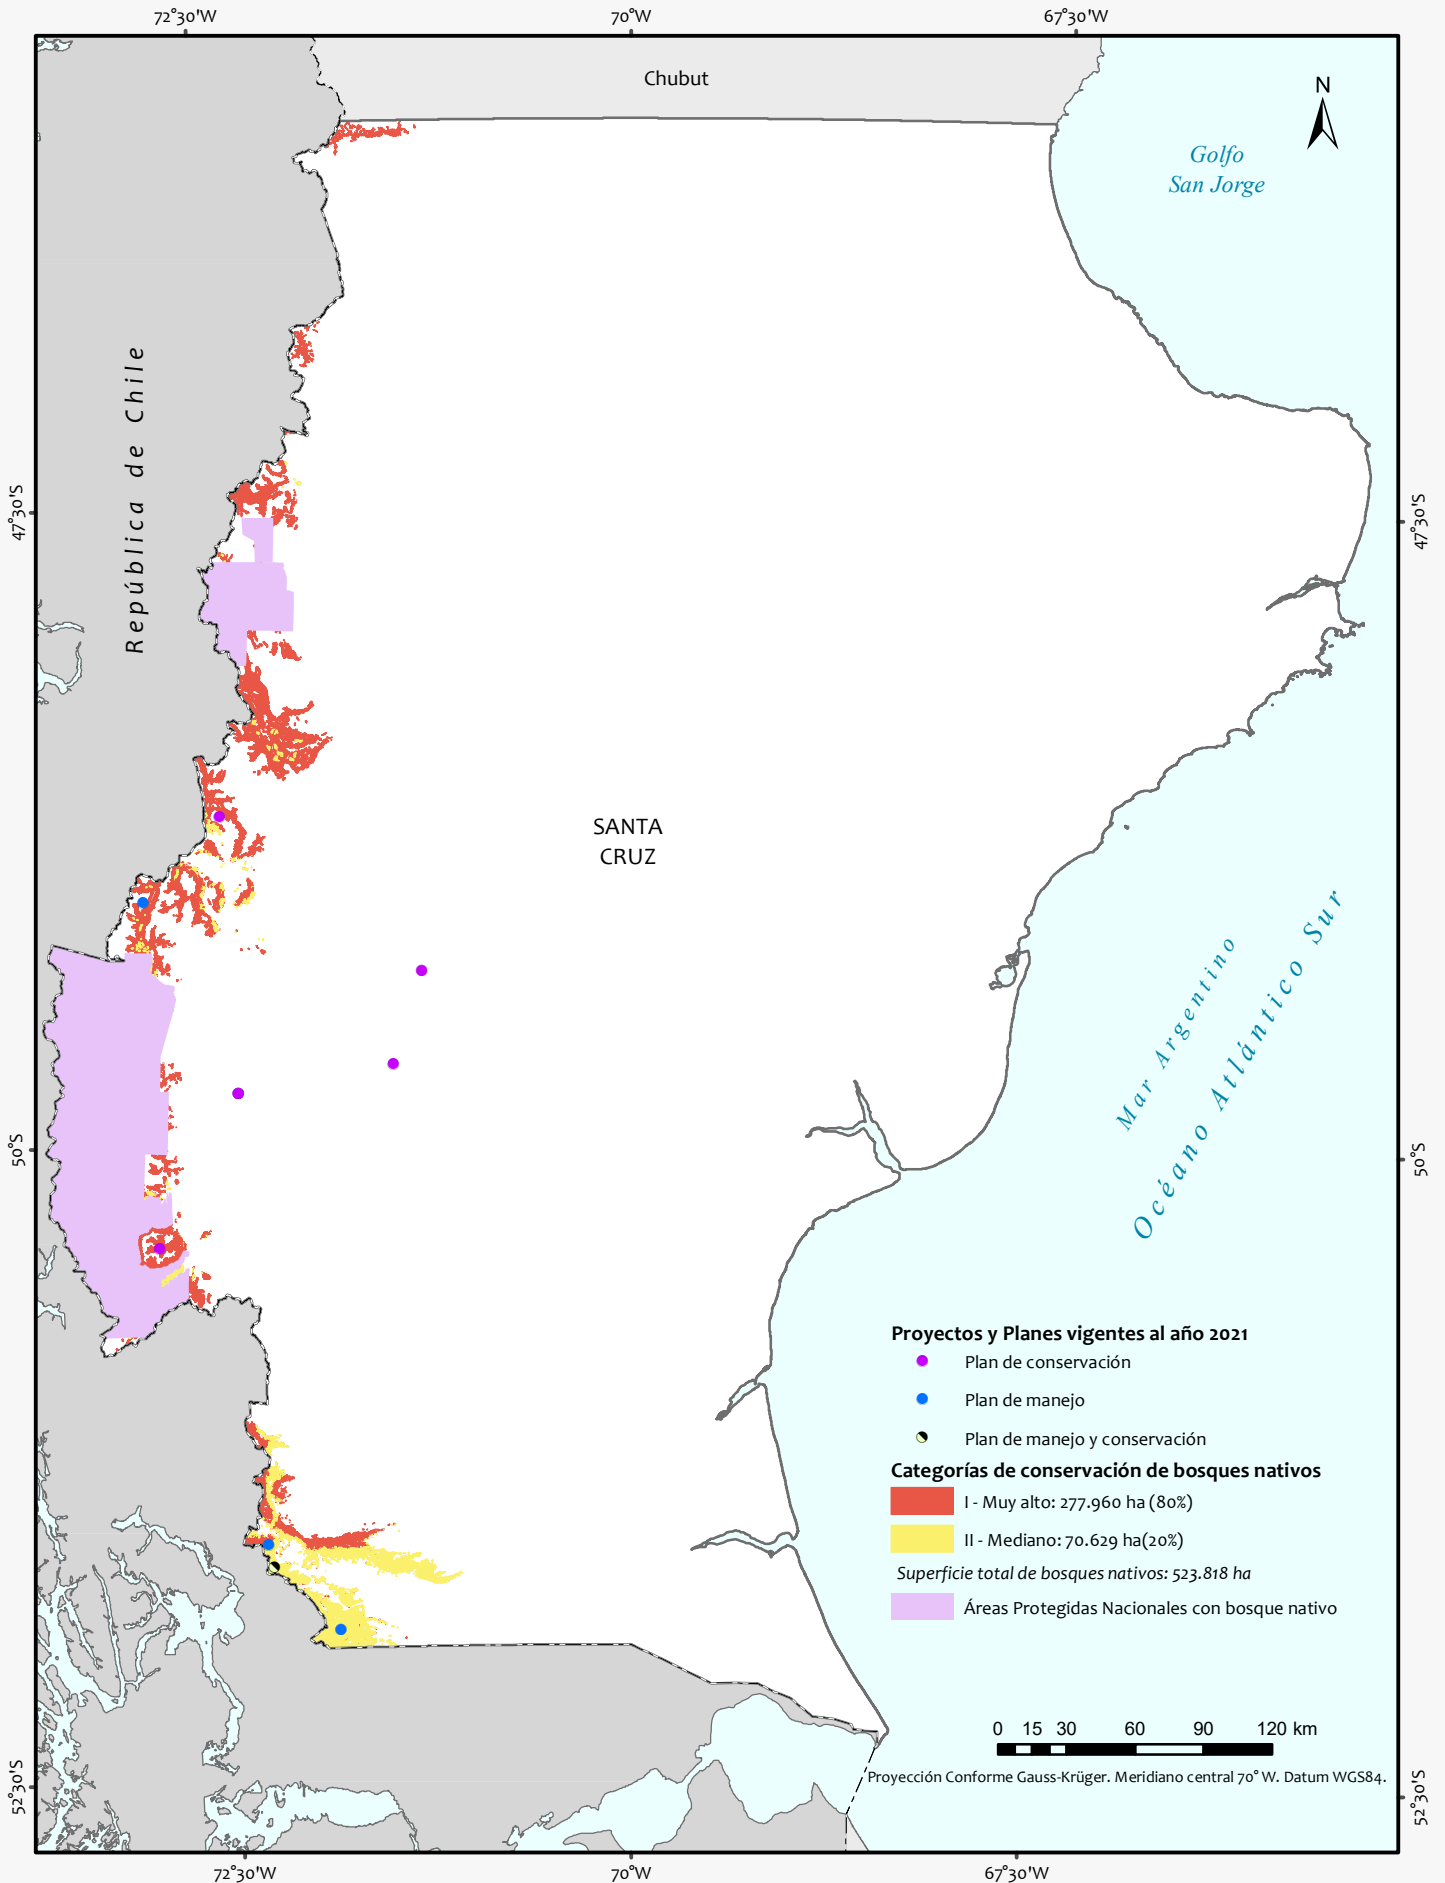 72°30'W
70°W
67°30'W
Chubut
N
Golfo
San Jorge
República de Chile
47°30'S
47°30'S
SANTA
CRUZ
Mar Argentino
Océano Atlántico Sur
50°S
50°S
Proyectos y Planes vigentes al año 2021
Plan de conservación
Plan de manejo
Plan de manejo y conservación
Categorías de conservación de bosques nativos
I - Muy alto: 277.960 ha (80%)
II - Mediano: 70.629 ha(20%)
Superficie total de bosques nativos: 523.818 ha
Áreas Protegidas Nacionales con bosque nativo
0 15 30 60 90 120 km
Proyección Conforme Gauss-Krüger. Meridiano central 70° W. Datum WGS84.
52°30'S
52°30'S
72°30'W
70°W
67°30'W